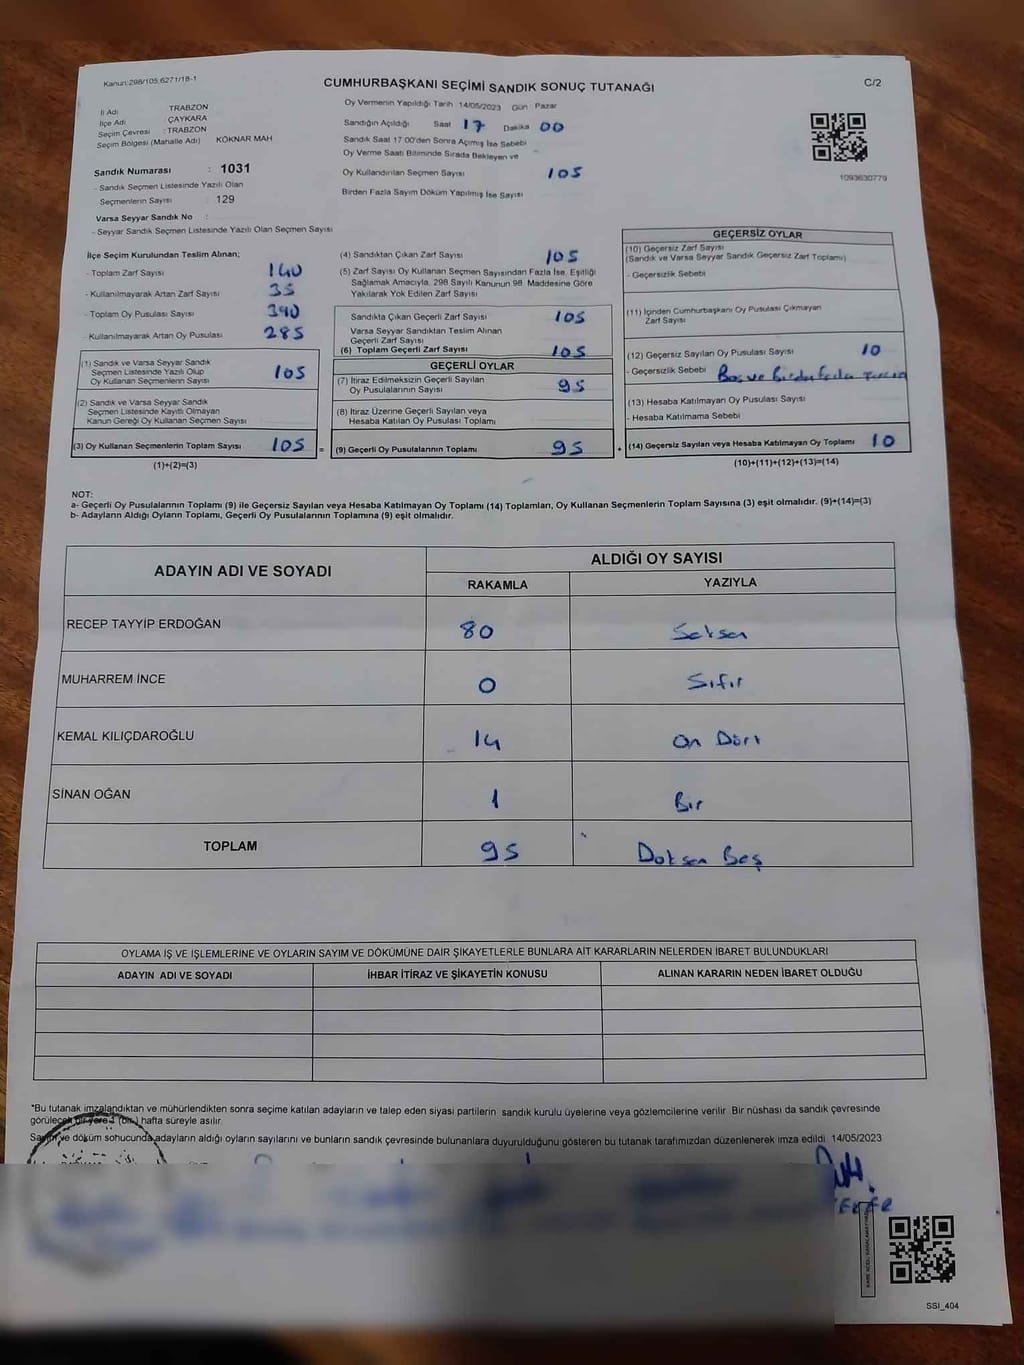 Kanun:298/105,6271/18-1
CUMHURBAŞKANI SEÇİMİ SANDIK SONUÇ TUTANAĞI
C/2
İl Adı TRABZON
İlçe Adı ÇAYKARA
Seçim Çevresi : TRABZON
Seçim Bölgesi (Mahalle Adı) KÖKNAR MAH
Sandık Numarası : 1031
- Sandık Seçmen Listesinde Yazılı Olan
Seçmenlerin Sayısı : 129
Varsa Seyyar Sandık No :
- Seyyar Sandık Seçmen Listesinde Yazılı Olan Seçmen Sayısı
Oy Vermenin Yapıldığı Tarih 14/05/2023 Gün Pazar
Sandığın Açıldığı Saat 17 Dakika 00
Sandık Saat 17 00'den Sonra Açımış İse Sebebi
Oy Verme Saati Bitiminde Sırada Bekleyen ve
Oy Kullandırılan Seçmen Sayısı 105
Birden Fazla Sayım Döküm Yapılmış İse Sayısı
1093630779
İlçe Seçim Kurulundan Teslim Alınan;
- Toplam Zarf Sayısı 140
- Kullanılmayarak Artan Zarf Sayısı 35
- Toplam Oy Pusulası Sayısı 390
- Kullanılmayarak Artan Oy Pusulası 285
(1) Sandık ve Varsa Seyyar Sandık
Seçmen Listesinde Yazılı Olup
Oy Kullanan Seçmenlerin Sayısı 105
(2) Sandık ve Varsa Seyyar Sandık
Seçmen Listesinde Kayıtlı Olmayan
Kanun Gereği Oy Kullanan Seçmen Sayısı
(3) Oy Kullanan Seçmenlerin Toplam Sayısı 105
(1)+(2)=(3)
(4) Sandıktan Çıkan Zarf Sayısı 105
(5) Zarf Sayısı Oy Kullanan Seçmen Sayısından Fazla İse, Eşitliği
Sağlamak Amacıyla, 298 Sayılı Kanunun 98 Maddesine Göre
Yakılarak Yok Edilen Zarf Sayısı
Sandıkta Çıkan Geçerli Zarf Sayısı 105
Varsa Seyyar Sandıktan Teslim Alınan
Geçerli Zarf Sayısı
(6) Toplam Geçerli Zarf Sayısı 105
GEÇERLİ OYLAR
(7) İtiraz Edilmeksizin Geçerli Sayılan
Oy Pusulalarının Sayısı 95
(8) İtiraz Üzerine Geçerli Sayılan veya
Hesaba Katılan Oy Pusulası Toplamı
= (9) Geçerli Oy Pusulalarının Toplamı 95
GEÇERSİZ OYLAR
(10) Geçersiz Zarf Sayısı
(Sandık ve Varsa Seyyar Sandık Geçersiz Zarf Toplamı)
- Geçersizlik Sebebi
(11) İçinden Cumhurbaşkanı Oy Pusulası Çıkmayan
Zarf Sayısı
(12) Geçersiz Sayılan Oy Pusulası Sayısı 10
- Geçersizlik Sebebi Boş ve Birden Fazla
(13) Hesaba Katılmayan Oy Pusulası Sayısı
- Hesaba Katılmama Sebebi
+ (14) Geçersiz Sayılan veya Hesaba Katılmayan Oy Toplamı 10
(10)+(11)+(12)+(13)=(14)
NOT:
a- Geçerli Oy Pusulalarının Toplamı (9) ile Geçersiz Sayılan veya Hesaba Katılmayan Oy Toplamı (14) Toplamları, Oy Kullanan Seçmenlerin Toplam Sayısına (3) eşit olmalıdır. (9)+(14)=(3)
b- Adayların Aldığı Oyların Toplamı, Geçerli Oy Pusulalarının Toplamına (9) eşit olmalıdır.
ADAYIN ADI VE SOYADI
ALDIĞI OY SAYISI
RAKAMLA YAZIYLA
RECEP TAYYİP ERDOĞAN 80 Seksen
MUHARREM İNCE 0 Sıfır
KEMAL KILIÇDAROĞLU 14 On Dört
SİNAN OĞAN 1 Bir
TOPLAM 95 Doksan Beş
OYLAMA İŞ VE İŞLEMLERİNE VE OYLARIN SAYIM VE DÖKÜMÜNE DAİR ŞİKAYETLERLE BUNLARA AİT KARARLARIN NELERDEN İBARET BULUNDUKLARI
ADAYIN ADI VE SOYADI İHBAR İTİRAZ VE ŞİKAYETİN KONUSU ALINAN KARARIN NEDEN İBARET OLDUĞU
*Bu tutanak imzalandıktan ve mühürlendikten sonra seçime katılan adayların ve talep eden siyasi partilerin sandık kurulu üyelerine veya gözlemcilerine verilir. Bir nüshası da sandık çevresinde
görülecek bir yere 1 (bir) hafta süreyle asılır.
Sayım ve döküm sohucunda adayların aldığı oyların sayılarını ve bunların sandık çevresinde bulunanlara duyurulduğunu gösteren bu tutanak tarafımızdan düzenlenerek imza edildi. 14/05/2023
SSI_404